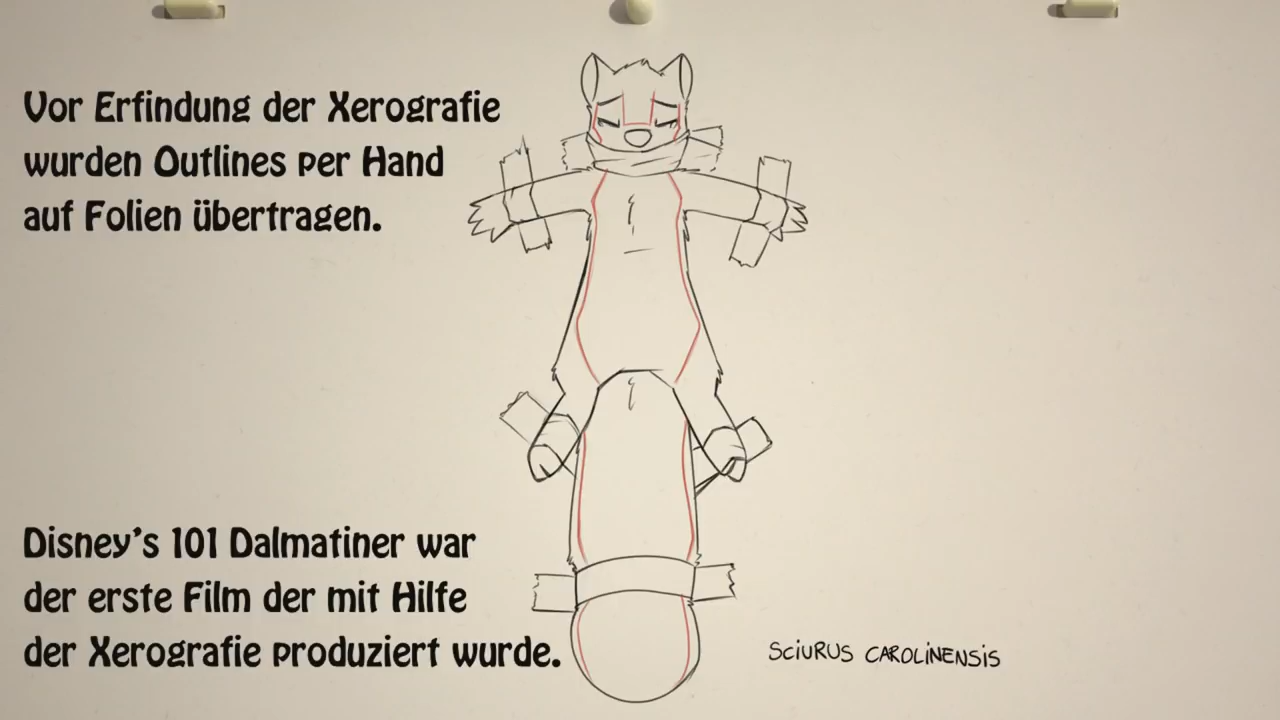 Vor Erfindung der Xerografie
wurden Outlines per Hand
auf Folien übertragen.
Disney's 101 Dalmatiner war
der erste Film der mit Hilfe
der Xerografie produziert wurde.
SCiURUS CAROLiNENSiS